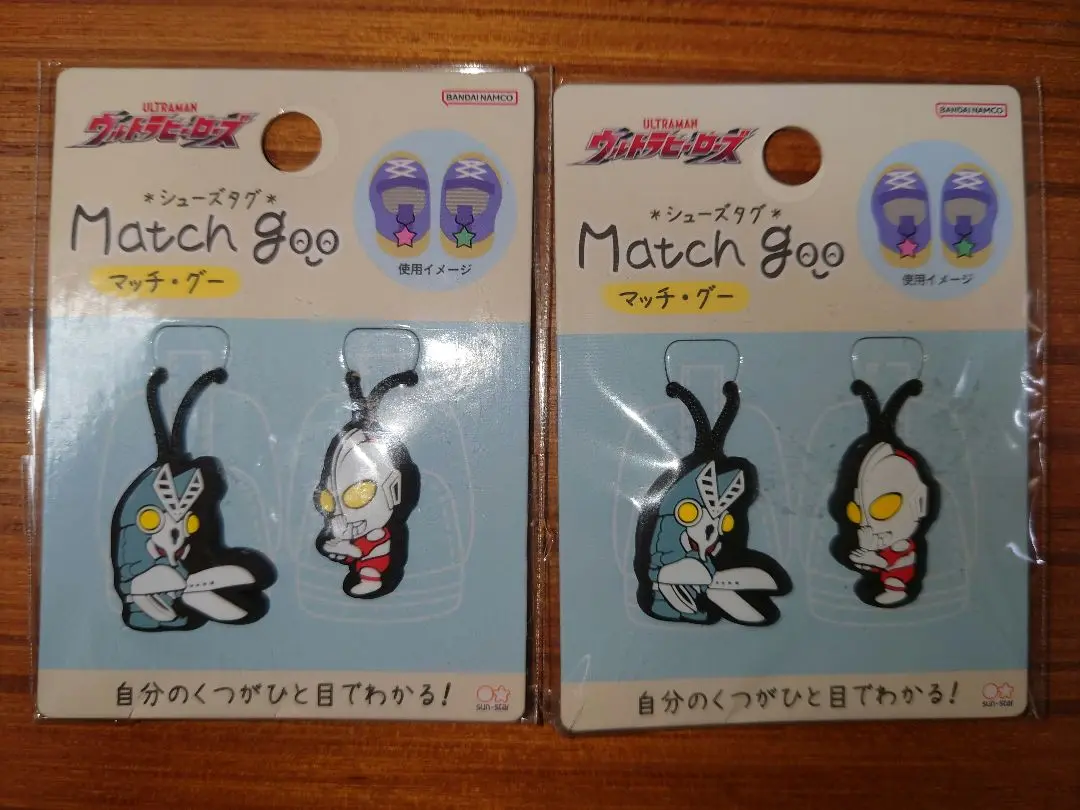 ULTRAMAN
ウルトラヒーローズ
BANDAI NAMCO
*シューズタグ*
Match goo
マッチ・グー
使用イメージ
自分のくつがひと目でわかる!
sun-star
ULTRAMAN
ウルトラヒーローズ
BANDAI NAMCO
*シューズタグ*
Match goo
マッチ・グー
使用イメージ
自分のくつがひと目でわかる!
sun-star